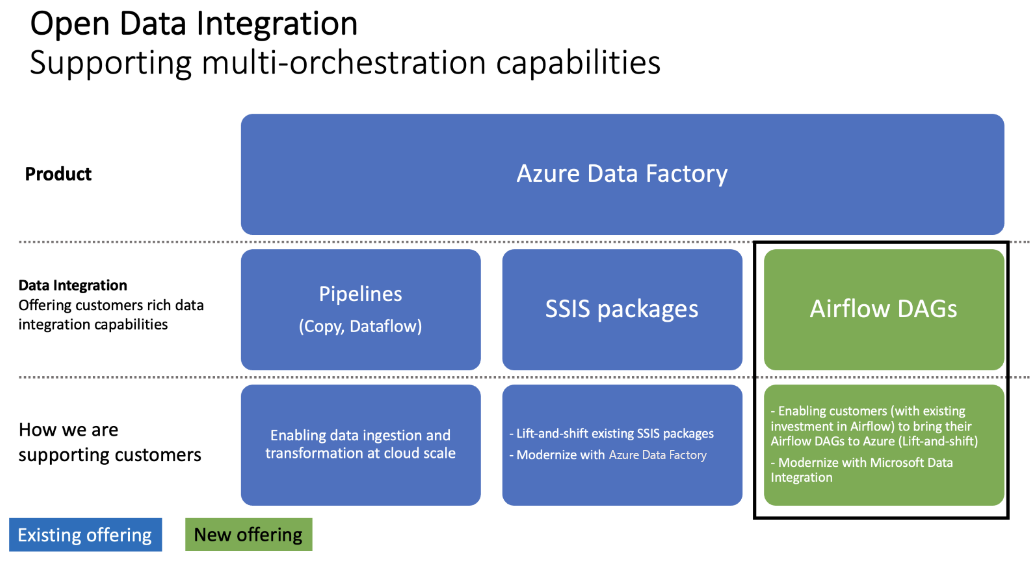 Open Data Integration
Supporting multi-orchestration capabilities
Product
Azure Data Factory
Data Integration
Offering customers rich data
integration capabilities
Pipelines
(Copy, Dataflow)
SSIS packages
Airflow DAGs
How we are
supporting customers
Enabling data ingestion and
transformation at cloud scale
- Lift-and-shift existing SSIS packages
- Modernize with Azure Data Factory
- Enabling customers (with existing
investment in Airflow) to bring their
Airflow DAGs to Azure (Lift-and-shift)
- Modernize with Microsoft Data
Integration
Existing offering
New offering